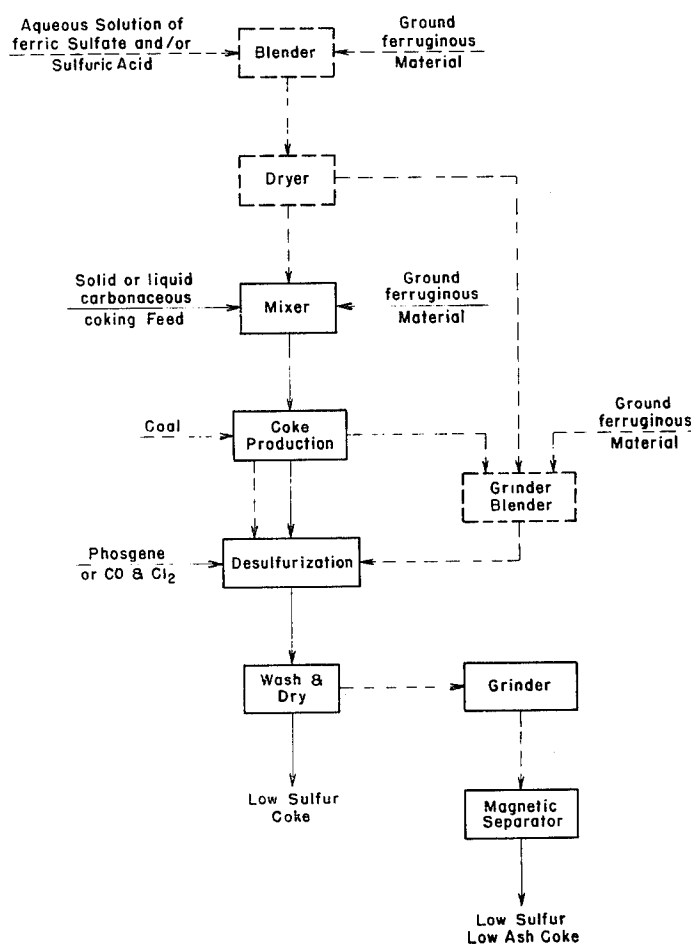 Aqueous Solution of
ferric Sulfate and/or
Sulfuric Acid
Blender
Ground
ferruginous
Material
Dryer
Solid or liquid
carbonaceous
coking Feed
Mixer
Ground
ferruginous
Material
Coal
Coke
Production
Ground
ferruginous
Material
Grinder
Blender
Phosgene
or CO & Cl2
Desulfurization
Wash &
Dry
Grinder
Low Sulfur
Coke
Magnetic
Separator
Low Sulfur
Low Ash Coke